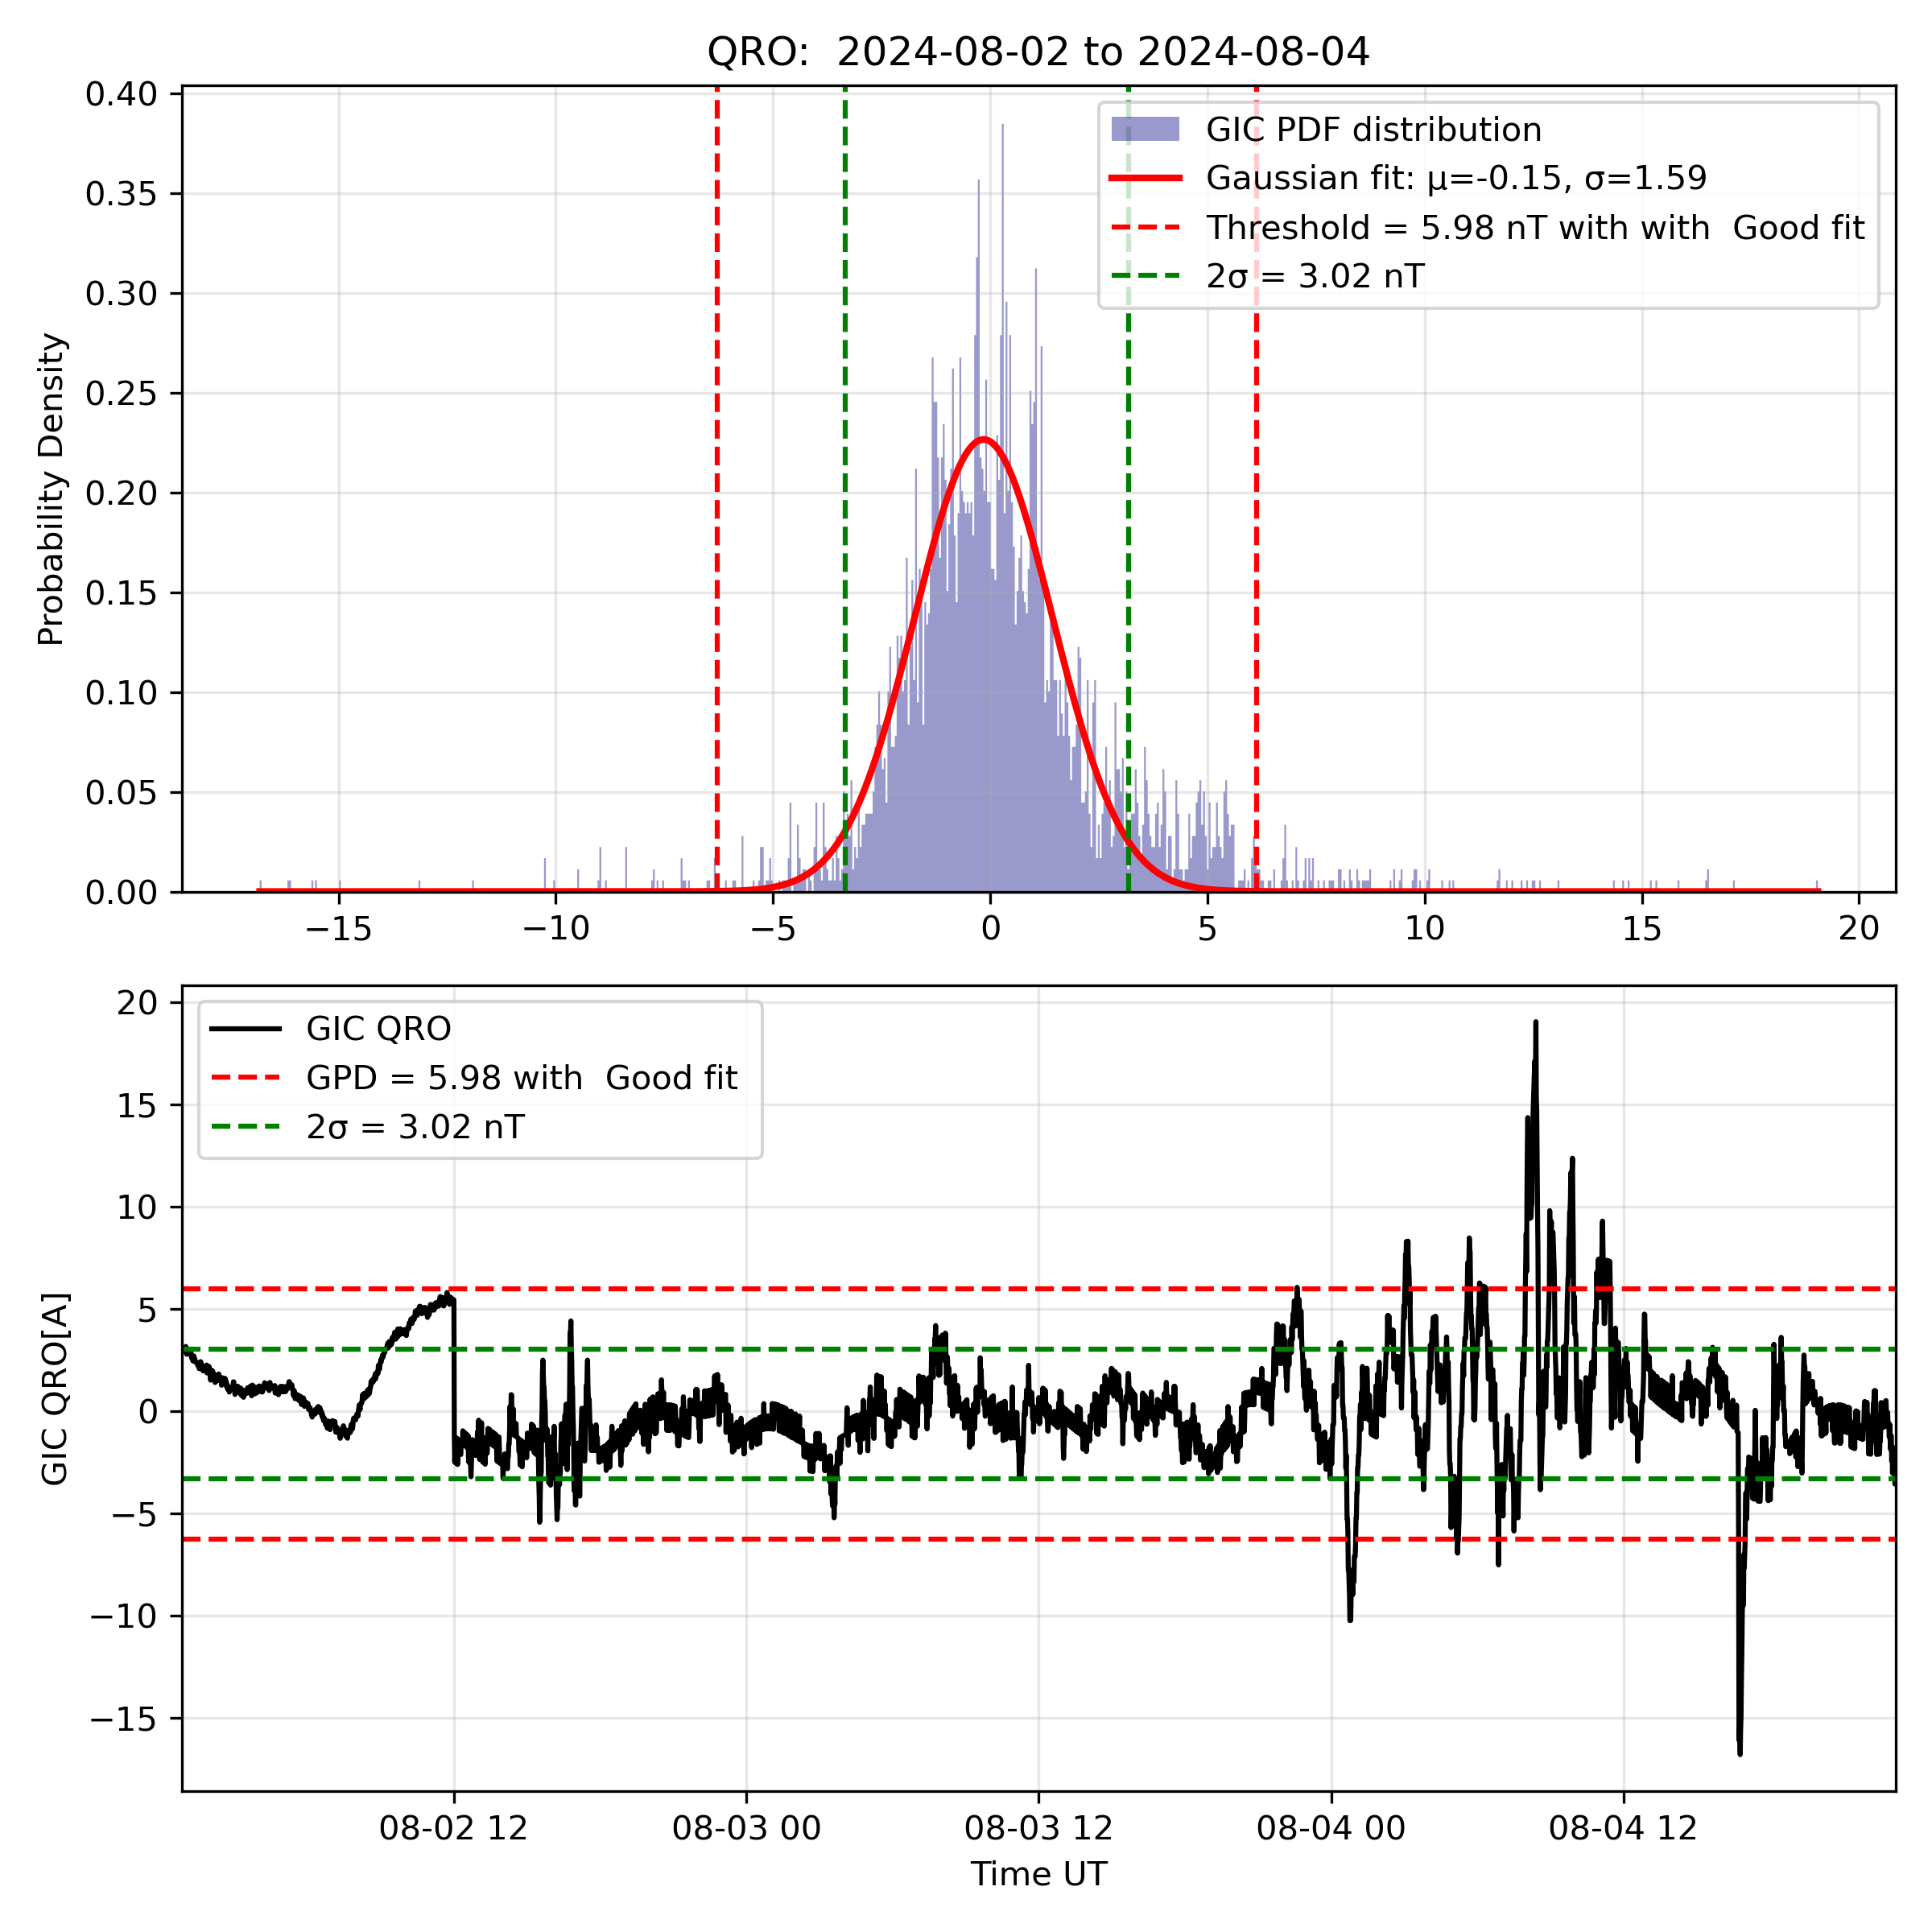 QRO:  2024-08-02 to 2024-08-04
0.40
0.35
0.30
0.25
0.20
0.15
0.10
0.05
0.00
Probability Density
GIC PDF distribution
Gaussian fit: μ=-0.15, σ=1.59
Threshold = 5.98 nT with with  Good fit
2σ = 3.02 nT
−15
−10
−5
0
5
10
15
20
20
15
10
5
0
−5
−10
−15
GIC QRO[A]
GIC QRO
GPD = 5.98 with  Good fit
2σ = 3.02 nT
08-02 12
08-03 00
08-03 12
08-04 00
08-04 12
Time UT